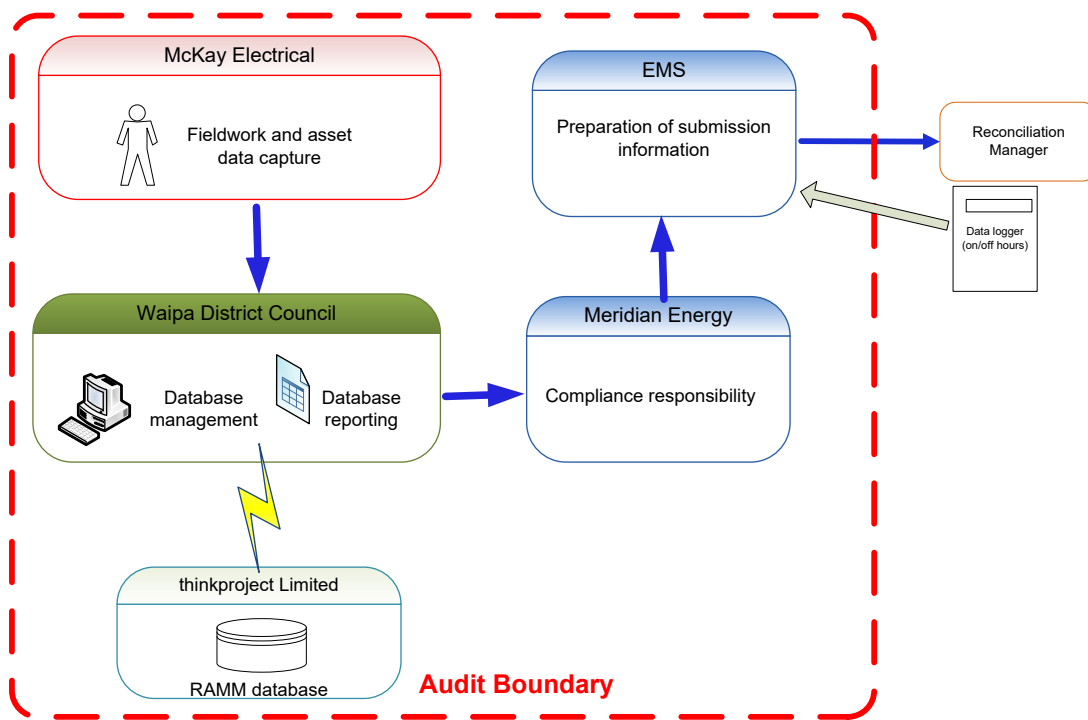 McKay Electrical
Fieldwork and asset
data capture
EMS
Preparation of submission
information
Reconciliation
Manager
Data logger
(on/off hours)
Waipa District Council
Database
management
Database
reporting
Meridian Energy
Compliance responsibility
thinkproject Limited
RAMM database
Audit Boundary